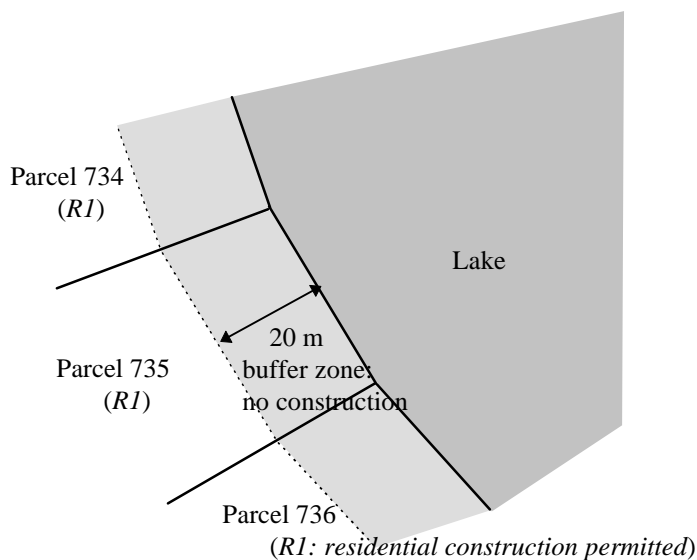 Parcel 734
(R1)
Lake
20 m
buffer zone:
no construction
Parcel 735
(R1)
Parcel 736
(R1: residential construction permitted)